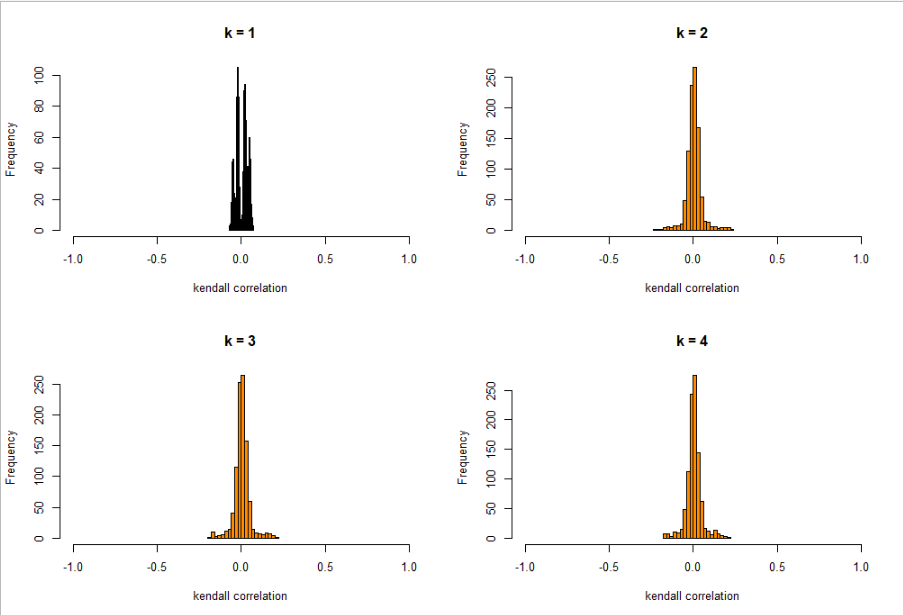 k = 1
Frequency
0 20 40 60 80 100
-1.0 -0.5 0.0 0.5 1.0
kendall correlation
k = 2
Frequency
0 50 100 150 200 250
-1.0 -0.5 0.0 0.5 1.0
kendall correlation
k = 3
Frequency
0 50 100 150 200 250
-1.0 -0.5 0.0 0.5 1.0
kendall correlation
k = 4
Frequency
0 50 100 150 200 250
-1.0 -0.5 0.0 0.5 1.0
kendall correlation